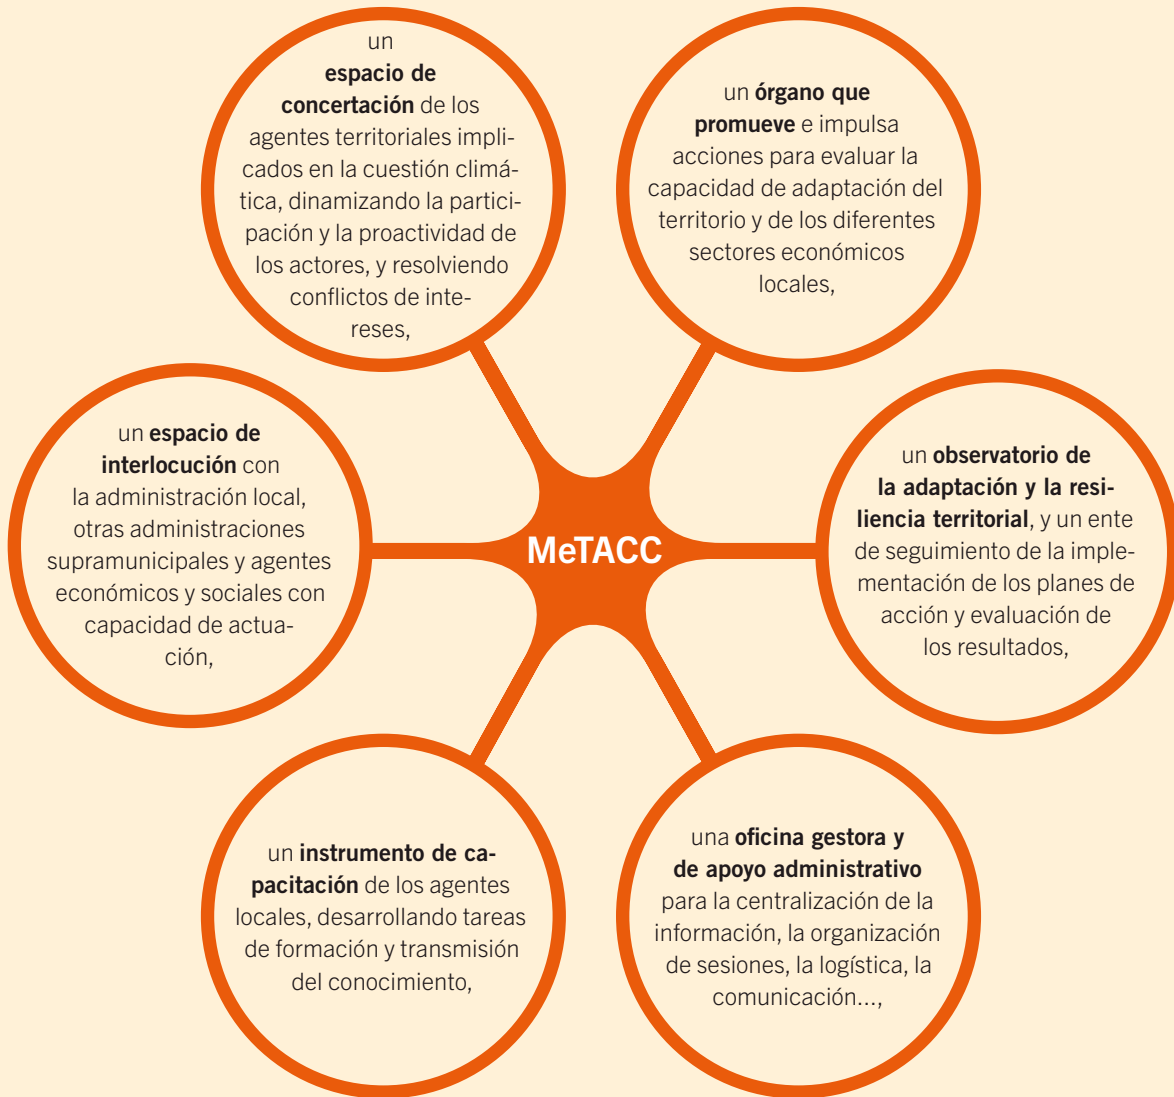 un
espacio de
concertación de los
agentes territoriales impli-
cados en la cuestión climá-
tica, dinamizando la partici-
pación y la proactividad de
los actores, y resolviendo
conflictos de inte-
reses,
un órgano que
promueve e impulsa
acciones para evaluar la
capacidad de adaptación del
territorio y de los diferentes
sectores económicos
locales,
un espacio de
interlocución con
la administración local,
otras administraciones
supramunicipales y agentes
económicos y sociales con
capacidad de actua-
ción,
MeTACC
un observatorio de
la adaptación y la resi-
liencia territorial, y un ente
de seguimiento de la imple-
mentación de los planes de
acción y evaluación de
los resultados,
un instrumento de ca-
pacitación de los agentes
locales, desarrollando tareas
de formación y transmisión
del conocimiento,
una oficina gestora y
de apoyo administrativo
para la centralización de la
información, la organización
de sesiones, la logística, la
comunicación...,